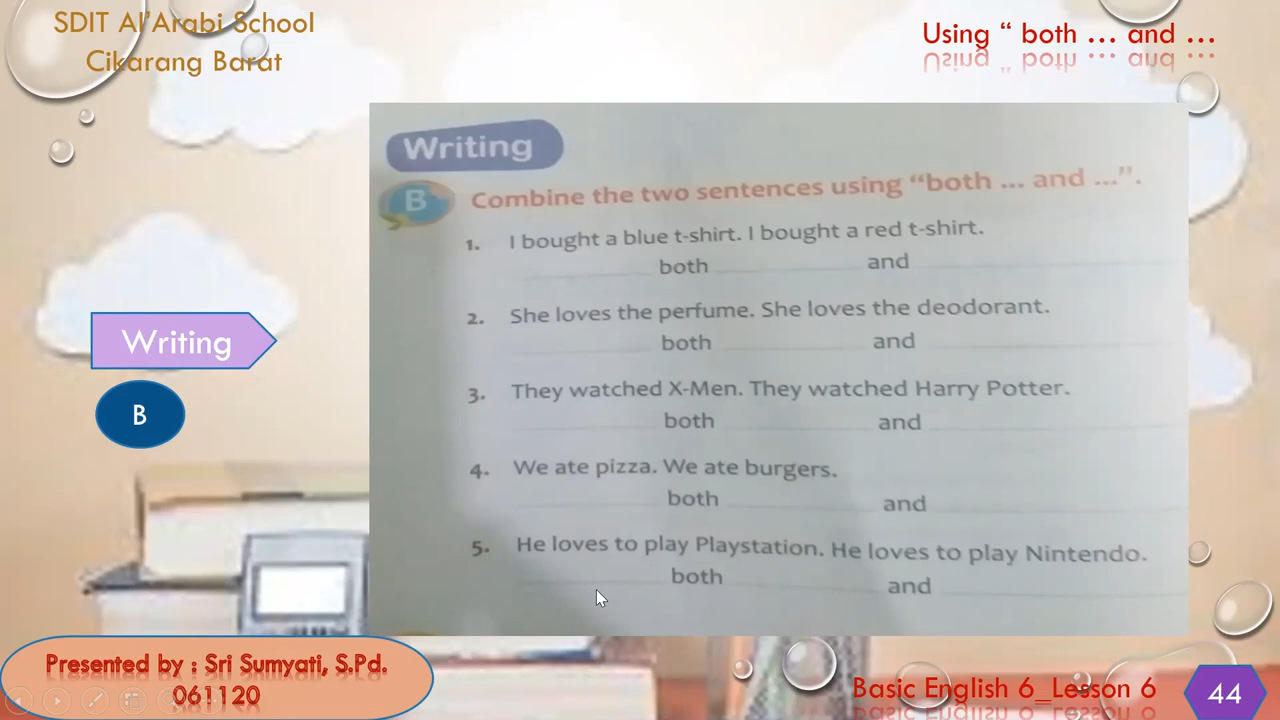 SDIT Al'Arabi School
Cikarang Barat
Using “ both ... and ...
Writing
B
Writing
B Combine the two sentences using “both ... and ...”.
1. I bought a blue t-shirt. I bought a red t-shirt.
both and
2. She loves the perfume. She loves the deodorant.
both and
3. They watched X-Men. They watched Harry Potter.
both and
4. We ate pizza. We ate burgers.
both and
5. He loves to play Playstation. He loves to play Nintendo.
both and
Presented by : Sri Sumyati, S.Pd.
061120
Basic English 6_Lesson 6
44